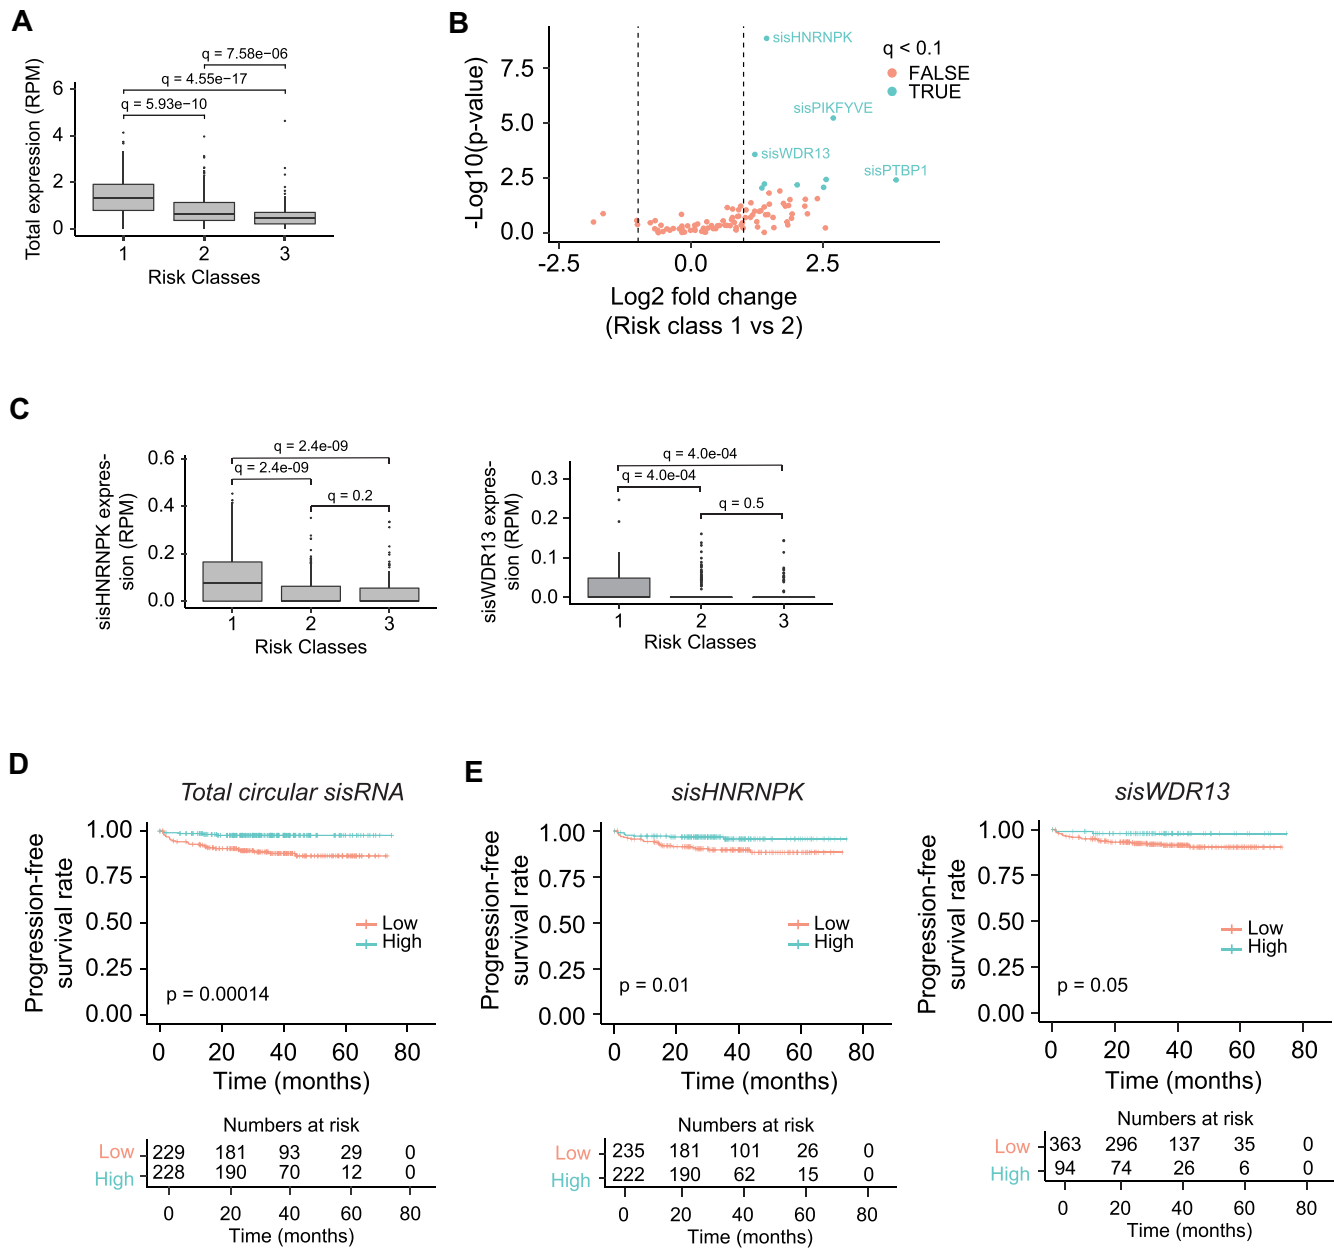 A
Total expression (RPM)
6
4
2
0
q = 7.58e−06
q = 4.55e−17
q = 5.93e−10
1
2
3
Risk Classes
B
-Log10(p-value)
7.5
5.0
2.5
0.0
sisHNRNPK
sisPIKFYVE
sisWDR13
sisPTBP1
q < 0.1
FALSE
TRUE
-2.5
0.0
2.5
Log2 fold change
(Risk class 1 vs 2)
C
sisHNRNPK expres-
sion (RPM)
0.6
0.4
0.2
0.0
q = 2.4e-09
q = 2.4e-09
q = 0.2
1
2
3
Risk Classes
sisWDR13 expres-
sion (RPM)
0.3
0.2
0.1
0.0
q = 4.0e-04
q = 4.0e-04
q = 0.5
1
2
3
Risk Classes
D
Total circular sisRNA
Progression-free
survival rate
1.00
0.75
0.50
0.25
0.00
Low
High
p = 0.00014
0 20 40 60 80
Time (months)
Numbers at risk
Low 229 181 93 29 0
High 228 190 70 12 0
0 20 40 60 80
Time (months)
E
sisHNRNPK
Progression-free
survival rate
1.00
0.75
0.50
0.25
0.00
Low
High
p = 0.01
0 20 40 60 80
Time (months)
Numbers at risk
Low 235 181 101 26 0
High 222 190 62 15 0
0 20 40 60 80
Time (months)
sisWDR13
Progression-free
survival rate
1.00
0.75
0.50
0.25
0.00
Low
High
p = 0.05
0 20 40 60 80
Time (months)
Numbers at risk
Low 363 296 137 35 0
High 94 74 26 6 0
0 20 40 60 80
Time (months)